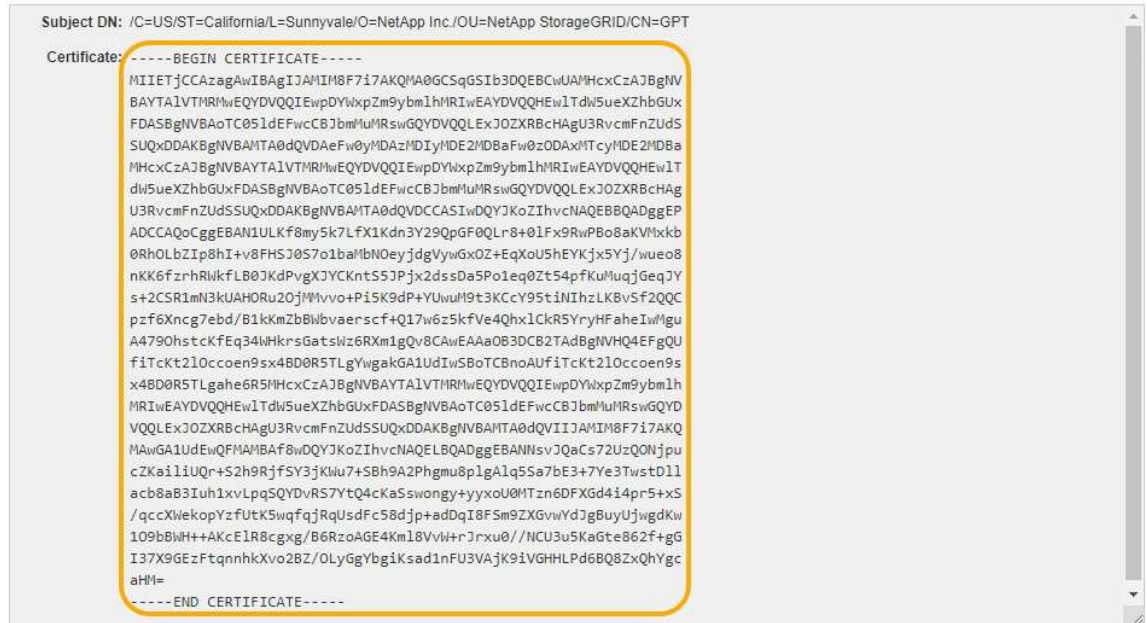 Subject DN: /C=US/ST=California/L=Sunnyvale/O=NetApp Inc./OU=NetApp StorageGRID/CN=GPT
Certificate: -----BEGIN CERTIFICATE-----
MIIETjCCAzagAwIBAgIJAMIM8F7i7AKQMA0GCSqGSIb3DQEBCwUAMHcxCzAJBgNV
BAYTAlVTMRMwEQYDVQQIEwpDYWxpZm9ybmlhMRIwEAYDVQQHEwlTdW5ueXZhbGUx
FDASBgNVBAoTC05ldEFwcCBJbmMuMRswGQYDVQQLExJOZXRBcHAgU3RvcmFnZUdS
SUQxDDAKBgNVBAMTA0dQVDAeFw0yMDAzMDIyMDE2MDBaFw0zODAxMTcyMDE2MDBa
MHcxCzAJBgNVBAYTAlVTMRMwEQYDVQQIEwpDYWxpZm9ybmlhMRIwEAYDVQQHEwlT
dW5ueXZhbGUxFDASBgNVBAoTC05ldEFwcCBJbmMuMRswGQYDVQQLExJOZXRBcHAg
U3RvcmFnZUdSSUQxDDAKBgNVBAMTA0dQVDCCASIwDQYJKoZIhvcNAQEBBQADggEP
ADCCAQoCggEBAN1ULKf8my5k7LfX1Kdn3Y29QpGF0QLr8+0lFx9RwPBo8aKVMxkb
0RhOLbZIp8hI+v8FHSJ0S7o1baMbNOeyjdgVywGxOZ+EqXoU5hEYKjx5Yj/wueo8
nKK6fzrhRWkfLB0JKdPvgXJYCKntS5JPjx2dssDa5Po1eq0Zt54pfKuMuqjGeqJY
s+2CSR1mN3kUAHORu2OjMMvvo+Pi5K9dP+YUwuM9t3KCcY95tiNIhzLKBvSf2QQC
pzf6Xncg7ebd/B1kKmZbBWbvaerscf+Q17w6z5kfVe4QhxlCkR5YryHFaheIwMgu
A479OhstcKfEq34WHkrsGatsWz6RXm1gQv8CAwEAAaOB3DCB2TAdBgNVHQ4EFgQU
fiTcKt2lOccoen9sx4BD0R5TLgYwgakGA1UdIwSBoTCBnoAUfiTcKt2lOccoen9s
x4BD0R5TLgahe6R5MHcxCzAJBgNVBAYTAlVTMRMwEQYDVQQIEwpDYWxpZm9ybmlh
MRIwEAYDVQQHEwlTdW5ueXZhbGUxFDASBgNVBAoTC05ldEFwcCBJbmMuMRswGQYD
VQQLExJOZXRBcHAgU3RvcmFnZUdSSUQxDDAKBgNVBAMTA0dQVIIJAMIM8F7i7AKQ
MAwGA1UdEwQFMAMBAf8wDQYJKoZIhvcNAQELBQADggEBANNsvJQaCs72UzQONjpu
cZKailiUQr+S2h9RjfSY3jKWu7+SBh9A2Phgmu8plgAlq5Sa7bE3+7Ye3TwstDll
acb8aB3Iuh1xvLpqSQYDvRS7YtQ4cKaSswongy+yyxoU0MTzn6DFXGd4i4pr5+xS
/qccXWekopYzfUtK5wqfqjRqUsdFc58djp+adDqI8FSm9ZXGvwYdJgBuyUjwgdKw
1O9bBWH++AKcElR8cgxg/B6RzoAGE4Kml8VvW+rJrxu0//NCU3u5KaGte862f+gG
I37X9GEzFtqnnhkXvo2BZ/OLyGgYbgiKsad1nFU3VAjK9iVGHHLPd6BQ8ZxQhYgc
aHM=
-----END CERTIFICATE-----